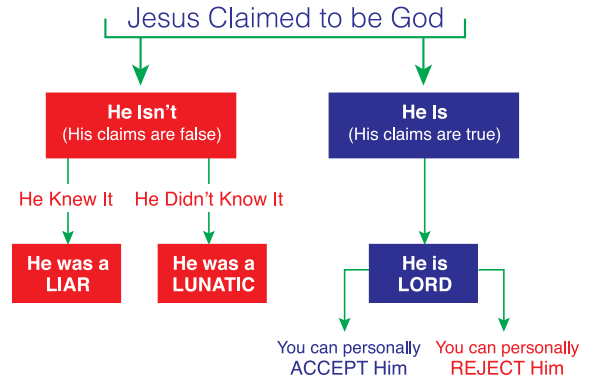 Jesus Claimed to be God
He Isn't
(His claims are false)
He Is
(His claims are true)
He Knew It
He Didn't Know It
He was a
LIAR
He was a
LUNATIC
He is
LORD
You can personally
ACCEPT Him
You can personally
REJECT Him